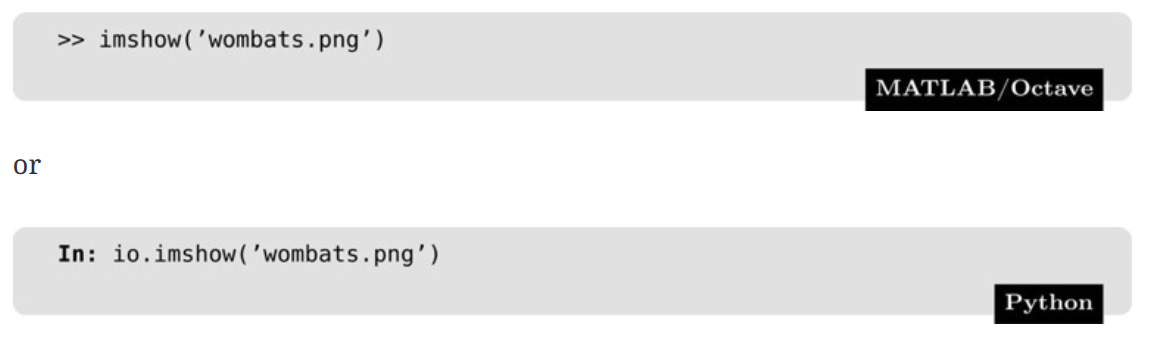 >> imshow(’wombats.png’)
MATLAB/Octave
or
In: io.imshow(’wombats.png’)
Python